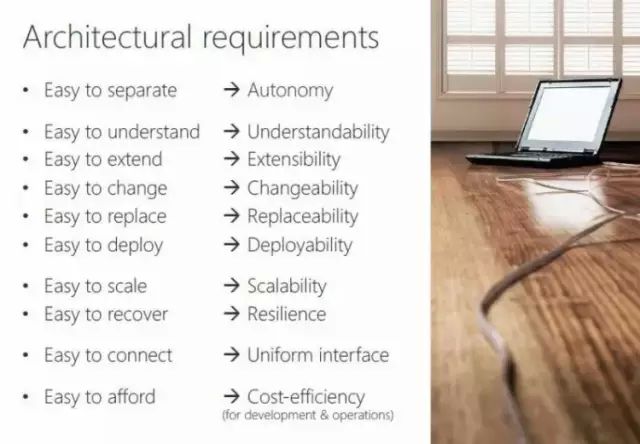 Architectural requirements
• Easy to separate → Autonomy
• Easy to understand → Understandability
• Easy to extend → Extensibility
• Easy to change → Changeability
• Easy to replace → Replaceability
• Easy to deploy → Deployability
• Easy to scale → Scalability
• Easy to recover → Resilience
• Easy to connect → Uniform interface
• Easy to afford → Cost-efficiency
(for development & operations)